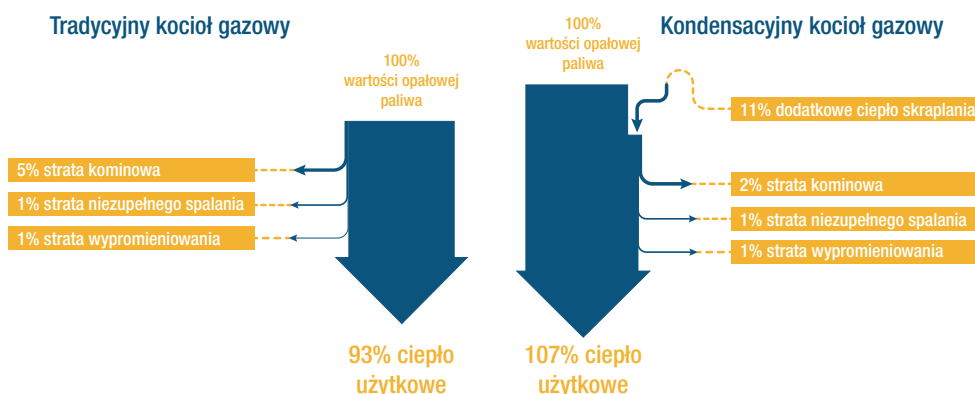 Tradycyjny kocioł gazowy
100%
wartości opałowej
paliwa
5% strata kominowa
1% strata niezupełnego spalania
1% strata wypromieniowania
93% ciepło
użytkowe
Kondensacyjny kocioł gazowy
100%
wartości opałowej
paliwa
11% dodatkowe ciepło skraplania
2% strata kominowa
1% strata niezupełnego spalania
1% strata wypromieniowania
107% ciepło
użytkowe